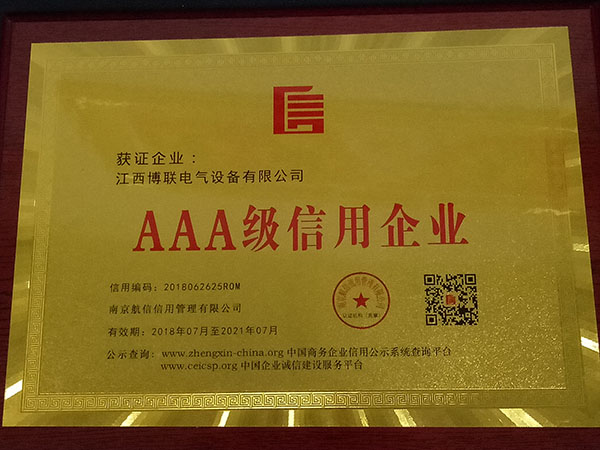 获证企业：
江西博联电气设备有限公司
AAA级信用企业
信用编码：2018062625ROM
南京航信信用管理有限公司
有效期：2018年07月至2021年07月
公示查询：www.zhengxin-china.org 中国商务企业信用公示系统查询平台
www.ceicsp.org 中国企业诚信建设服务平台